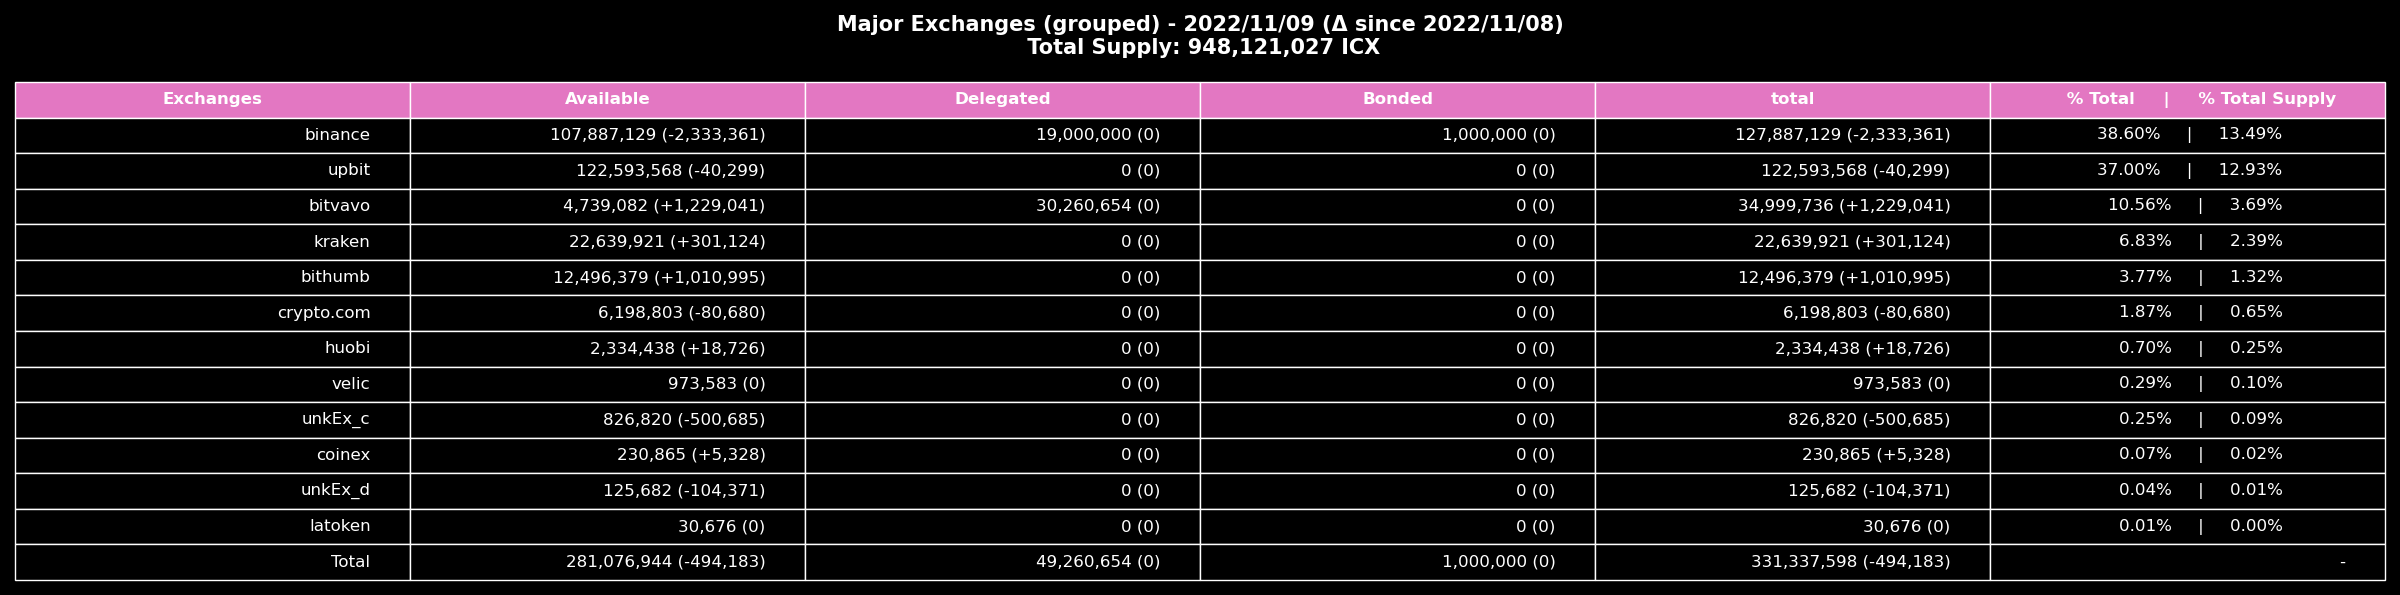 Major Exchanges (grouped) - 2022/11/09 (Δ since 2022/11/08)
Total Supply: 948,121,027 ICX
Exchanges Available Delegated Bonded total % Total | % Total Supply
binance 107,887,129 (-2,333,361) 19,000,000 (0) 1,000,000 (0) 127,887,129 (-2,333,361) 38.60% | 13.49%
upbit 122,593,568 (-40,299) 0 (0) 0 (0) 122,593,568 (-40,299) 37.00% | 12.93%
bitvavo 4,739,082 (+1,229,041) 30,260,654 (0) 0 (0) 34,999,736 (+1,229,041) 10.56% | 3.69%
kraken 22,639,921 (+301,124) 0 (0) 0 (0) 22,639,921 (+301,124) 6.83% | 2.39%
bithumb 12,496,379 (+1,010,995) 0 (0) 0 (0) 12,496,379 (+1,010,995) 3.77% | 1.32%
crypto.com 6,198,803 (-80,680) 0 (0) 0 (0) 6,198,803 (-80,680) 1.87% | 0.65%
huobi 2,334,438 (+18,726) 0 (0) 0 (0) 2,334,438 (+18,726) 0.70% | 0.25%
velic 973,583 (0) 0 (0) 0 (0) 973,583 (0) 0.29% | 0.10%
unkEx_c 826,820 (-500,685) 0 (0) 0 (0) 826,820 (-500,685) 0.25% | 0.09%
coinex 230,865 (+5,328) 0 (0) 0 (0) 230,865 (+5,328) 0.07% | 0.02%
unkEx_d 125,682 (-104,371) 0 (0) 0 (0) 125,682 (-104,371) 0.04% | 0.01%
latoken 30,676 (0) 0 (0) 0 (0) 30,676 (0) 0.01% | 0.00%
Total 281,076,944 (-494,183) 49,260,654 (0) 1,000,000 (0) 331,337,598 (-494,183) -